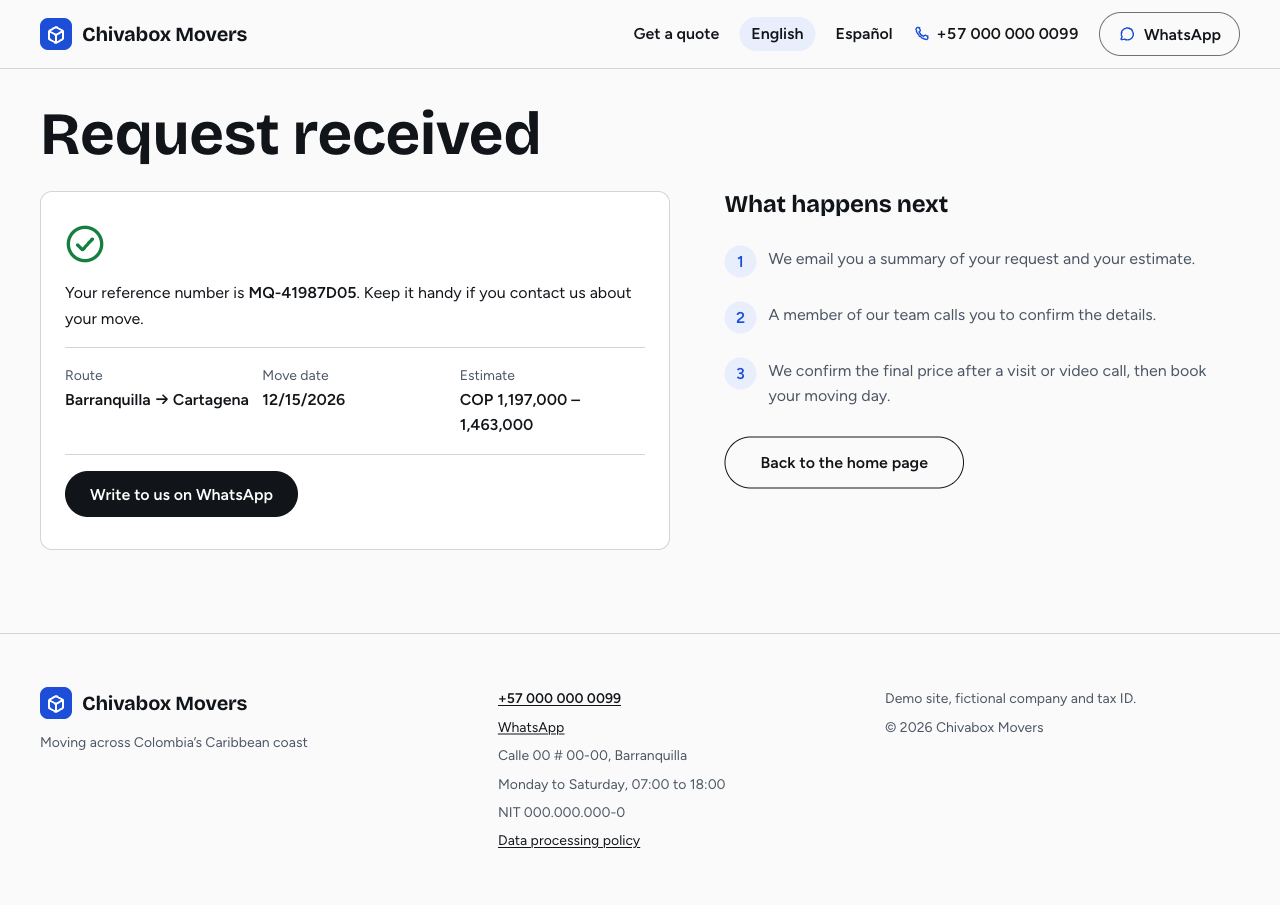 Chivabox Movers
Get a quote
English
Español
+57 000 000 0099
WhatsApp
Request received
Your reference number is MQ-41987D05. Keep it handy if you contact us about
your move.
Route
Barranquilla → Cartagena
Move date
12/15/2026
Estimate
COP 1,197,000 –
1,463,000
Write to us on WhatsApp
What happens next
1
We email you a summary of your request and your estimate.
2
A member of our team calls you to confirm the details.
3
We confirm the final price after a visit or video call, then book
your moving day.
Back to the home page
Chivabox Movers
Moving across Colombia’s Caribbean coast
+57 000 000 0099
WhatsApp
Calle 00 # 00-00, Barranquilla
Monday to Saturday, 07:00 to 18:00
NIT 000.000.000-0
Data processing policy
Demo site, fictional company and tax ID.
© 2026 Chivabox Movers